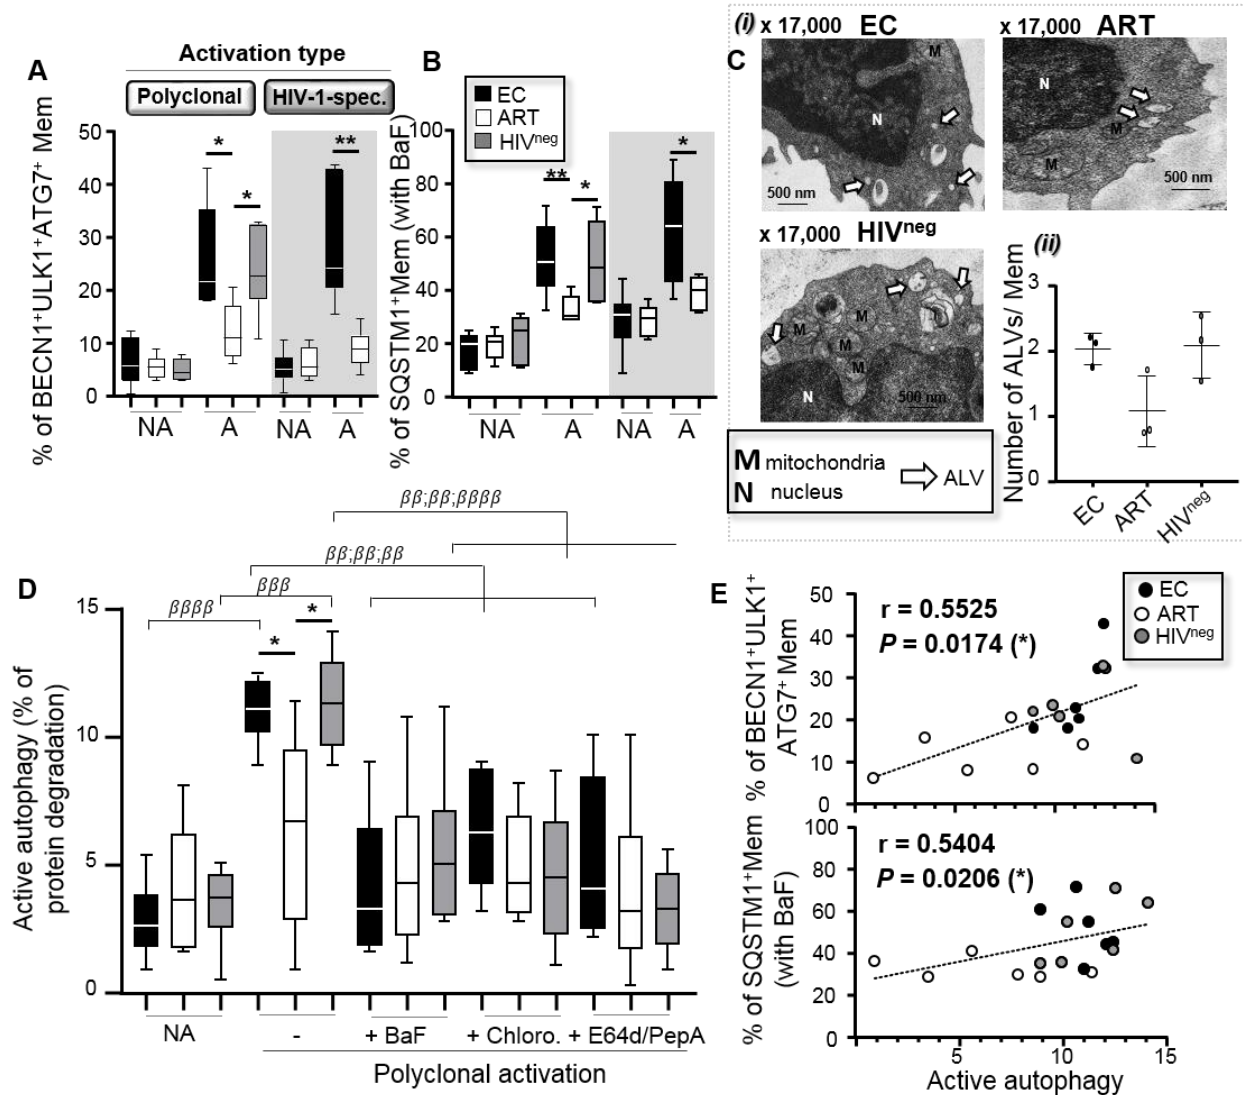 A
Activation type
Polyclonal
HIV-1-spec.
% of BECN1⁺ULK1⁺ATG7⁺ Mem
50
40
30
20
10
0
*
*
**
NA
A
NA
A
B
EC
ART
HIVneg
% of SQSTM1⁺Mem (with BaF)
100
80
60
40
20
0
**
*
*
NA
A
NA
A
C
(i) x 17,000 EC
M
N
500 nm
x 17,000 ART
N
M
M
500 nm
x 17,000 HIVneg
M
M
M
M
N
500 nm
M mitochondria
N nucleus
ALV
(ii)
Number of ALVs/ Mem
3
2
1
0
EC
ART
HIVneg
D
ββ;ββ;ββββ
ββ;ββ;ββ
βββ
ββββ
*
*
Active autophagy (% of
protein degradation)
15
10
5
0
NA
-
+ BaF
+ Chloro.
+ E64d/PepA
Polyclonal activation
E
EC
ART
HIVneg
r = 0.5525
P = 0.0174 (*)
% of BECN1⁺ULK1⁺
ATG7⁺ Mem
50
40
30
20
10
0
r = 0.5404
P = 0.0206 (*)
% of SQSTM1⁺Mem
(with BaF)
100
80
60
40
20
0
5
10
15
Active autophagy